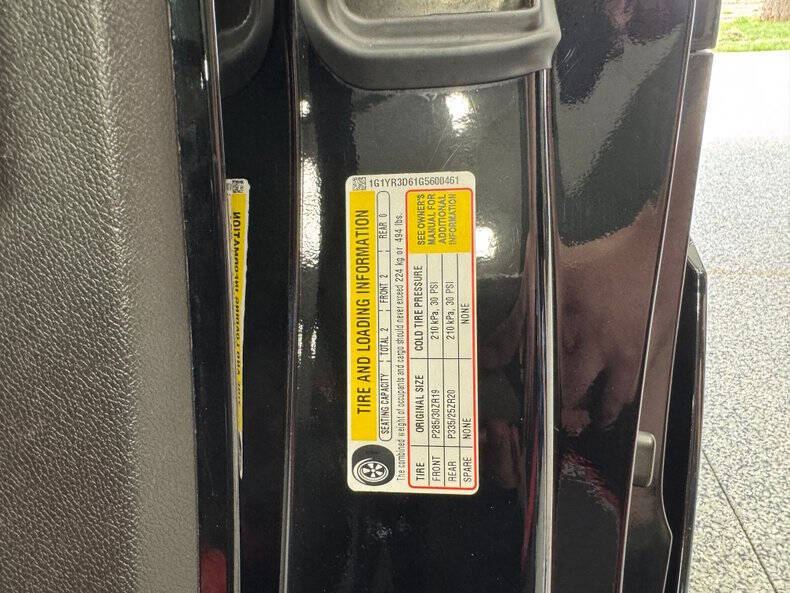 1G1YR3D61G5600461
TIRE AND LOADING INFORMATION
SEATING CAPACITY TOTAL 2 FRONT 2 REAR 0
The combined weight of occupants and cargo should never exceed 224 kg or 494 lbs.
TIRE ORIGINAL SIZE COLD TIRE PRESSURE
FRONT P285/30ZR19 210 kPa, 30 PSI
REAR P335/25ZR20 210 kPa, 30 PSI
SPARE NONE NONE
SEE OWNER'S
MANUAL FOR
ADDITIONAL
INFORMATION